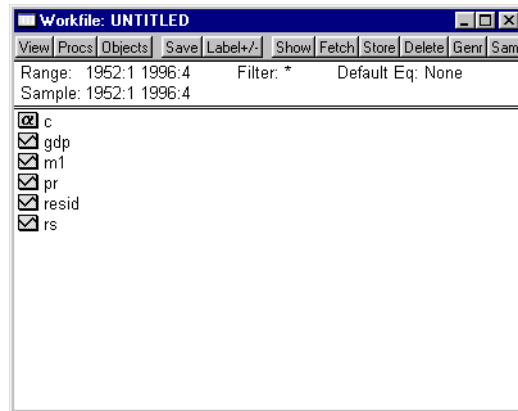 Workfile: UNTITLED
View Procs Objects Save Label+/- Show Fetch Store Delete Genr Sam
Range: 1952:1 1996:4 Filter: * Default Eq: None
Sample: 1952:1 1996:4
α c
gdp
m1
pr
resid
rs